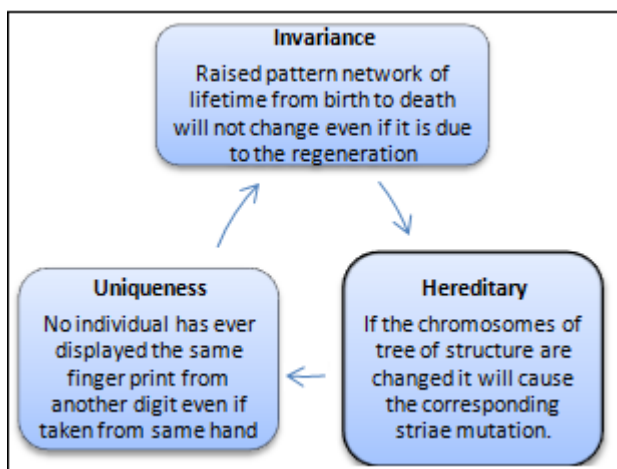 Invariance
Raised pattern network of
lifetime from birth to death
will not change even if it is due
to the regeneration
Hereditary
If the chromosomes of
tree of structure are
changed it will cause
the corresponding
striae mutation.
Uniqueness
No individual has ever
displayed the same
finger print from
another digit even if
taken from same hand